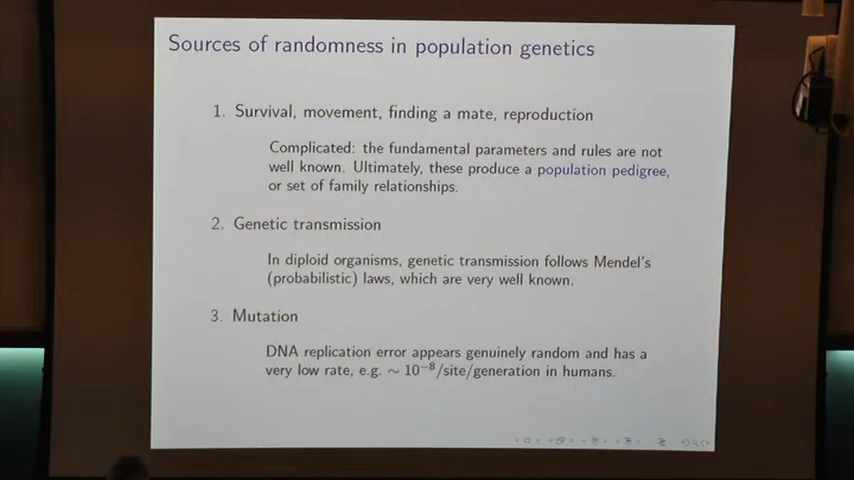 Sources of randomness in population genetics
1. Survival, movement, finding a mate, reproduction
Complicated: the fundamental parameters and rules are not
well known. Ultimately, these produce a population pedigree,
or set of family relationships.
2. Genetic transmission
In diploid organisms, genetic transmission follows Mendel's
(probabilistic) laws, which are very well known.
3. Mutation
DNA replication error appears genuinely random and has a
very low rate, e.g. ∼ 10⁻⁸/site/generation in humans.